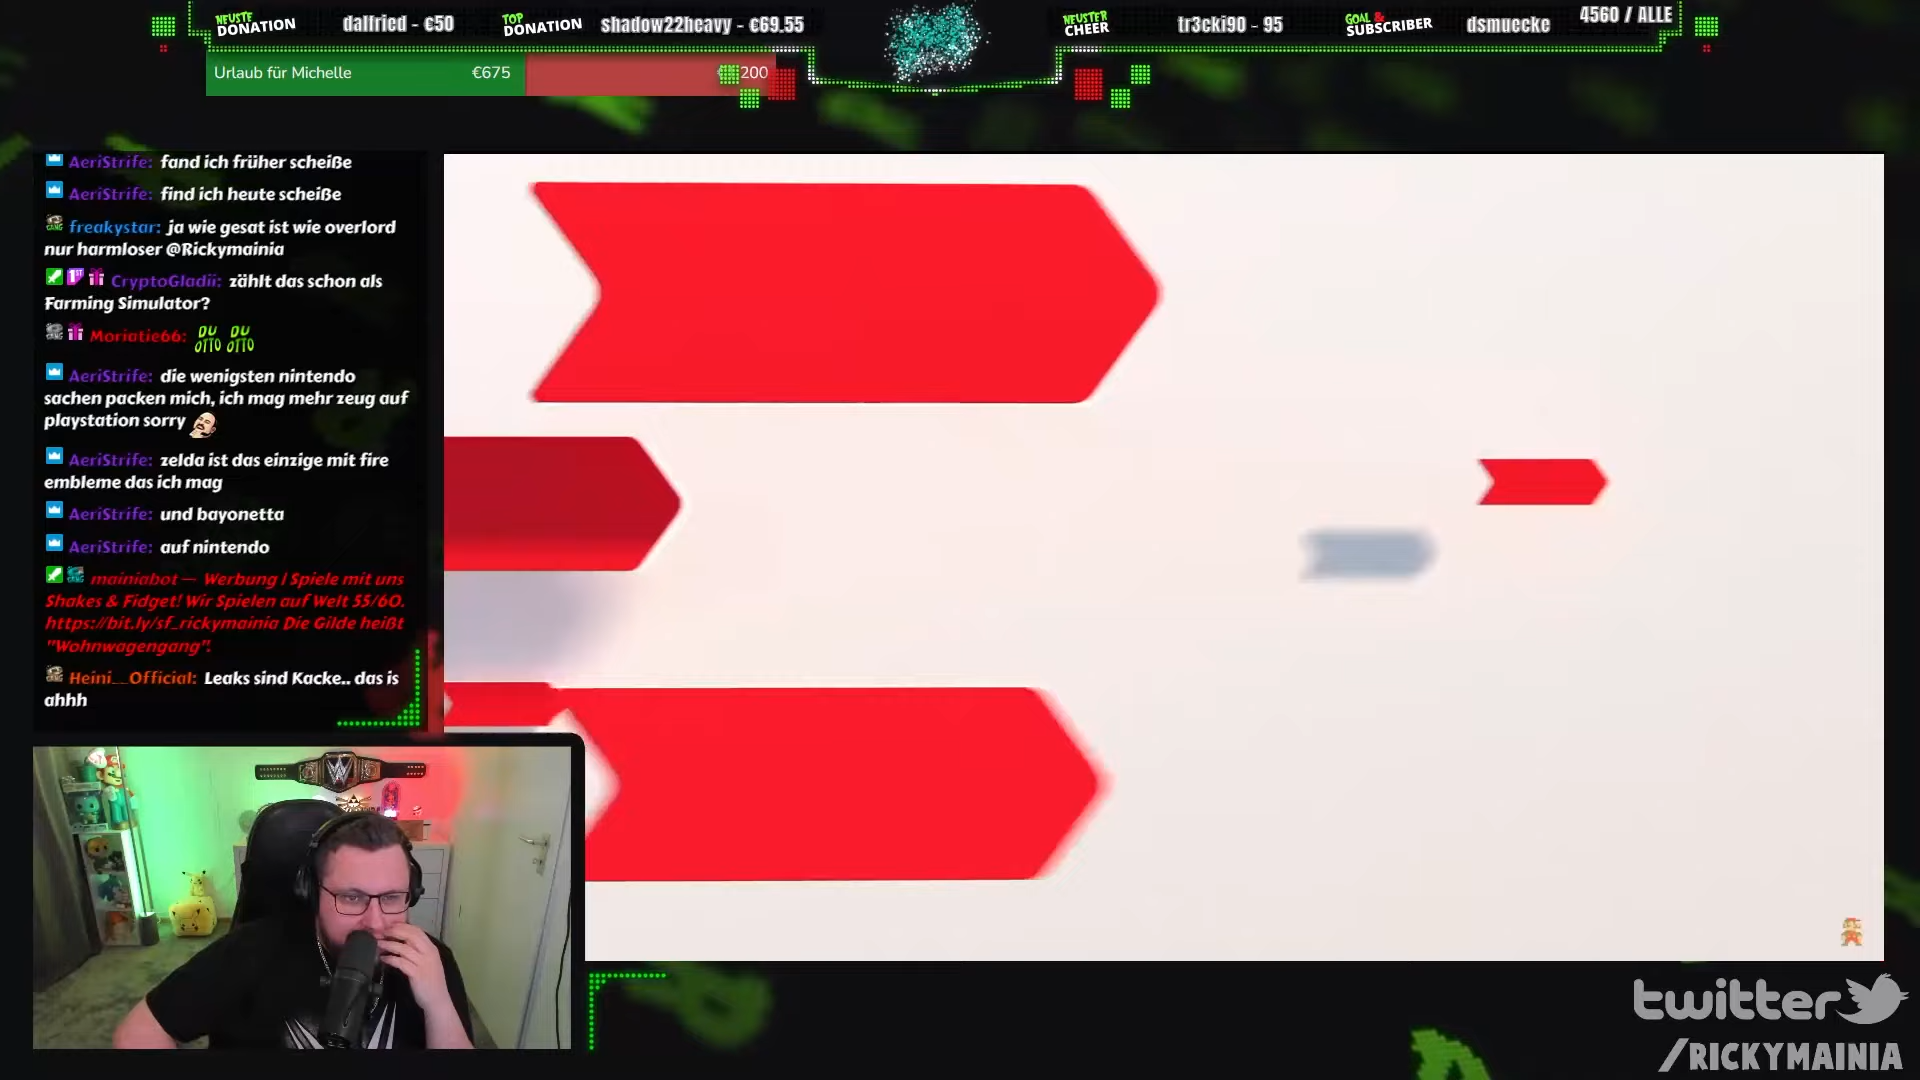 NEUSTE
DONATION
dalfried - €50
TOP
DONATION
shadow22heavy - €69.55
NEUSTER
CHEER
tr3cki90 - 95
GOAL &
SUBSCRIBER
dsmuecke
4560 / ALLE
Urlaub für Michelle
€675
200
AeriStrife: fand ich früher scheiße
AeriStrife: find ich heute scheiße
freakystar: ja wie gesat ist wie overlord
nur harmloser @Rickymainia
CryptoGladii: zählt das schon als
Farming Simulator?
Moriatie66: DU OTTO DU OTTO
AeriStrife: die wenigsten nintendo
sachen packen mich, ich mag mehr zeug auf
playstation sorry
AeriStrife: zelda ist das einzige mit fire
embleme das ich mag
AeriStrife: und bayonetta
AeriStrife: auf nintendo
mainiabot — Werbung | Spiele mit uns
Shakes & Fidget! Wir Spielen auf Welt 55/60.
https://bit.ly/sf_rickymainia Die Gilde heißt
"Wohnwagengang".
Heini__Official: Leaks sind Kacke.. das is
ahhh
twitter
/RICKYMAINIA